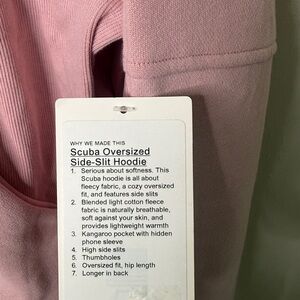 WHY WE MADE THIS
Scuba Oversized
Side-Slit Hoodie
1. Serious about softness. This
Scuba hoodie is all about
fleecy fabric, a cozy oversized
fit, and features side slits
2. Blended light cotton fleece
fabric is naturally breathable,
soft against your skin, and
provides lightweight warmth
3. Kangaroo pocket with hidden
phone sleeve
4. High side slits
5. Thumbholes
6. Oversized fit, hip length
7. Longer in back